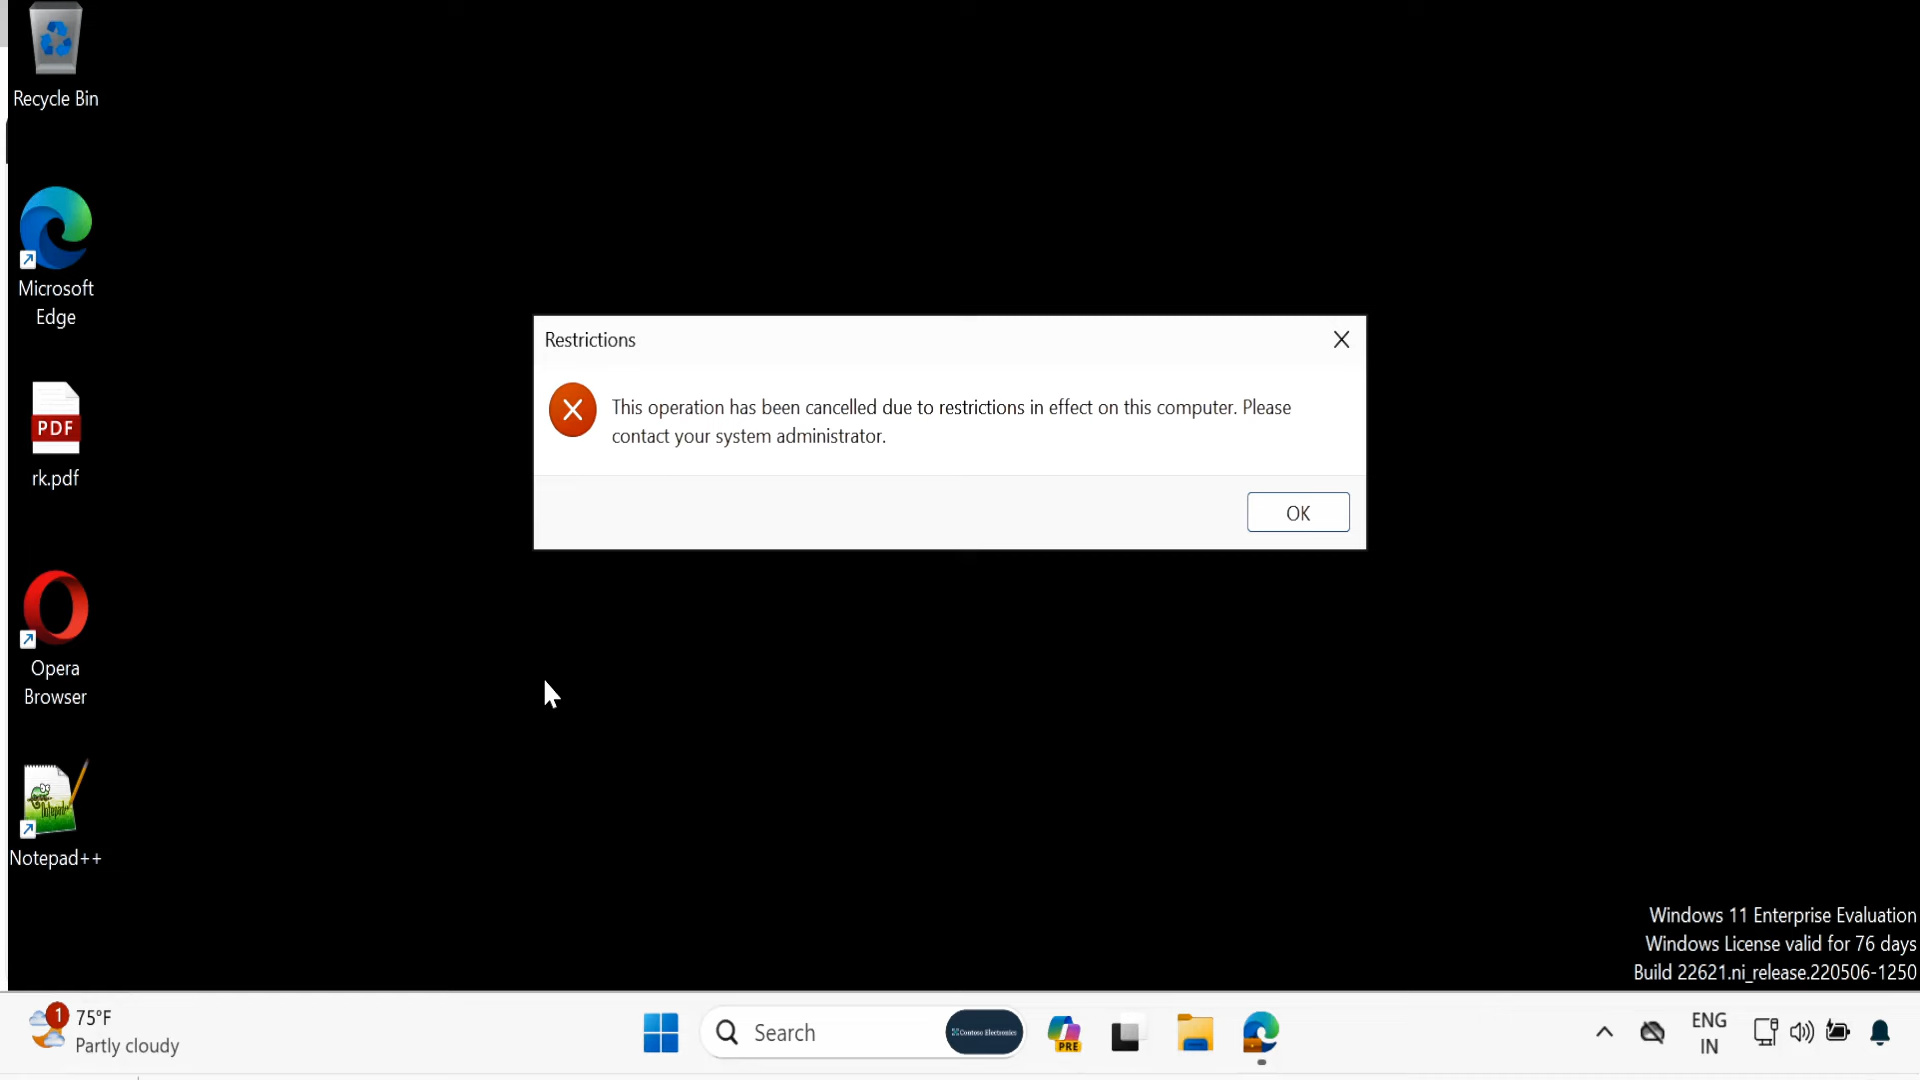 Recycle Bin
Microsoft
Edge
PDF
rk.pdf
Opera
Browser
Notepad++
Restrictions
This operation has been cancelled due to restrictions in effect on this computer. Please
contact your system administrator.
OK
Windows 11 Enterprise Evaluation
Windows License valid for 76 days
Build 22621.ni_release.220506-1250
1
75°F
Partly cloudy
Search
Contoso Electronics
PRE
ENG
IN